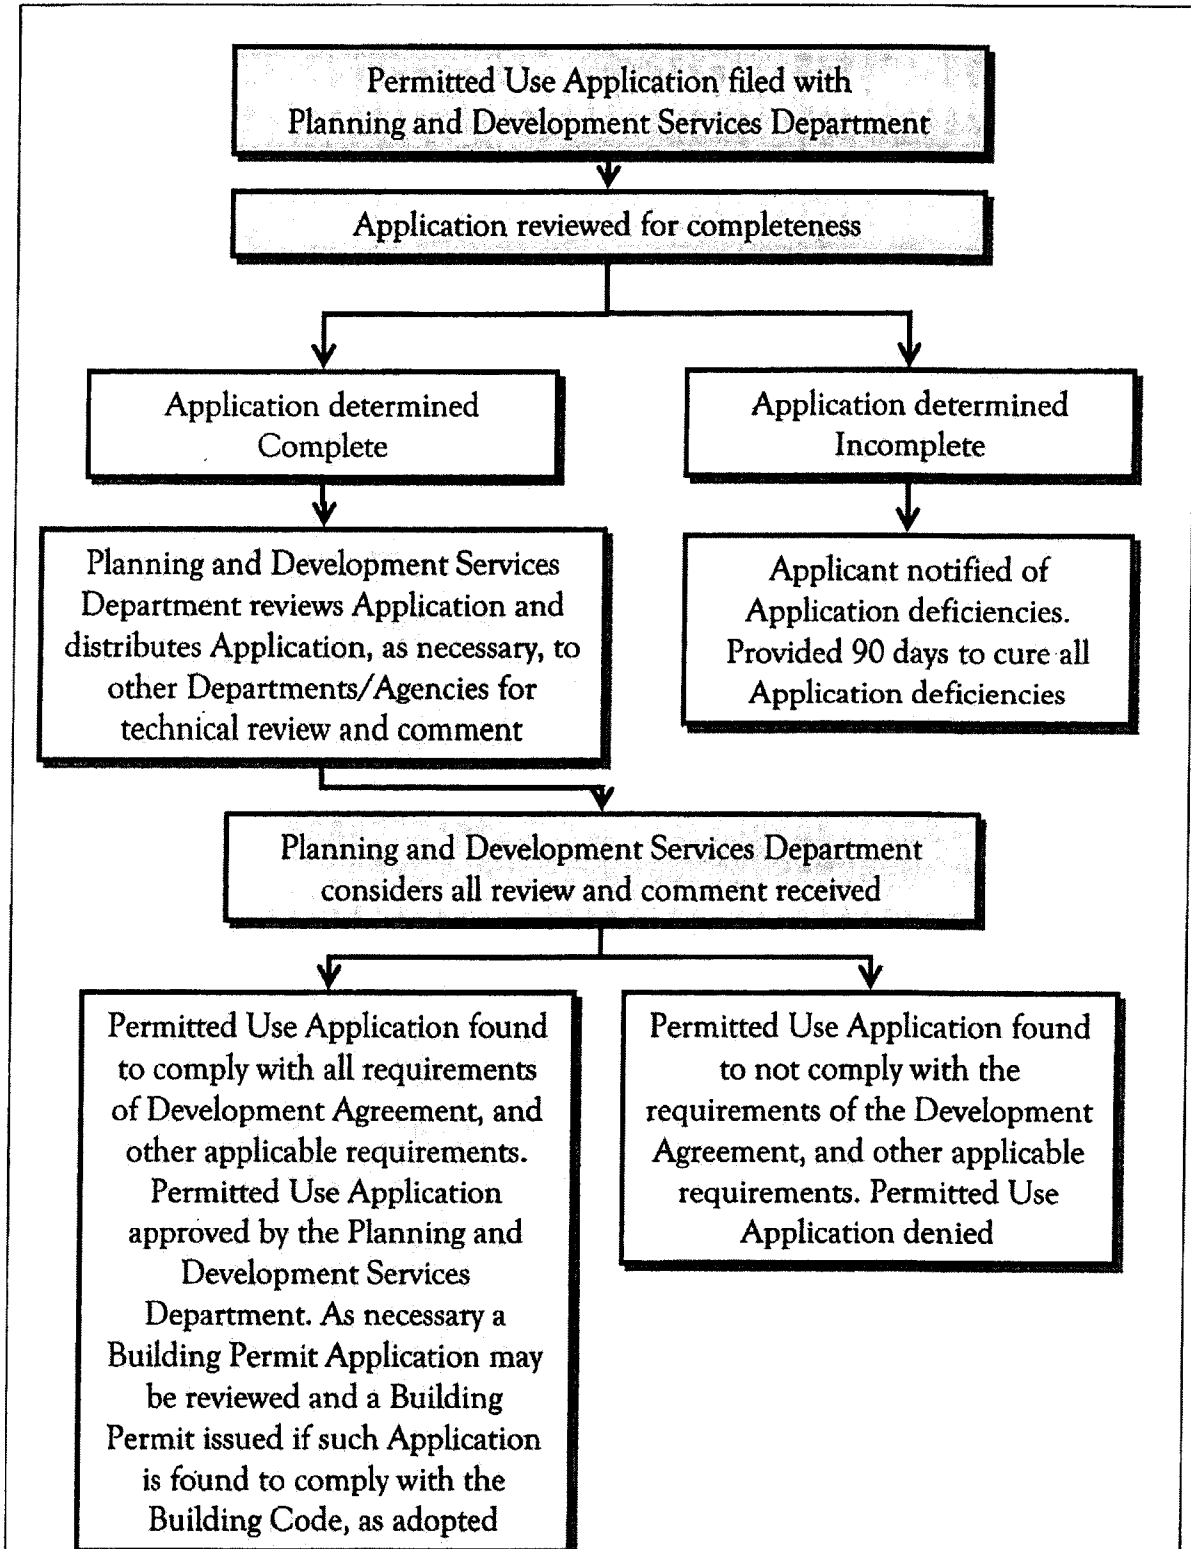 Permitted Use Application filed with
Planning and Development Services Department
Application reviewed for completeness
Application determined
Complete
Application determined
Incomplete
Planning and Development Services
Department reviews Application and
distributes Application, as necessary, to
other Departments/Agencies for
technical review and comment
Applicant notified of
Application deficiencies.
Provided 90 days to cure all
Application deficiencies
Planning and Development Services Department
considers all review and comment received
Permitted Use Application found
to comply with all requirements
of Development Agreement, and
other applicable requirements.
Permitted Use Application
approved by the Planning and
Development Services
Department. As necessary a
Building Permit Application may
be reviewed and a Building
Permit issued if such Application
is found to comply with the
Building Code, as adopted
Permitted Use Application found
to not comply with the
requirements of the Development
Agreement, and other applicable
requirements. Permitted Use
Application denied